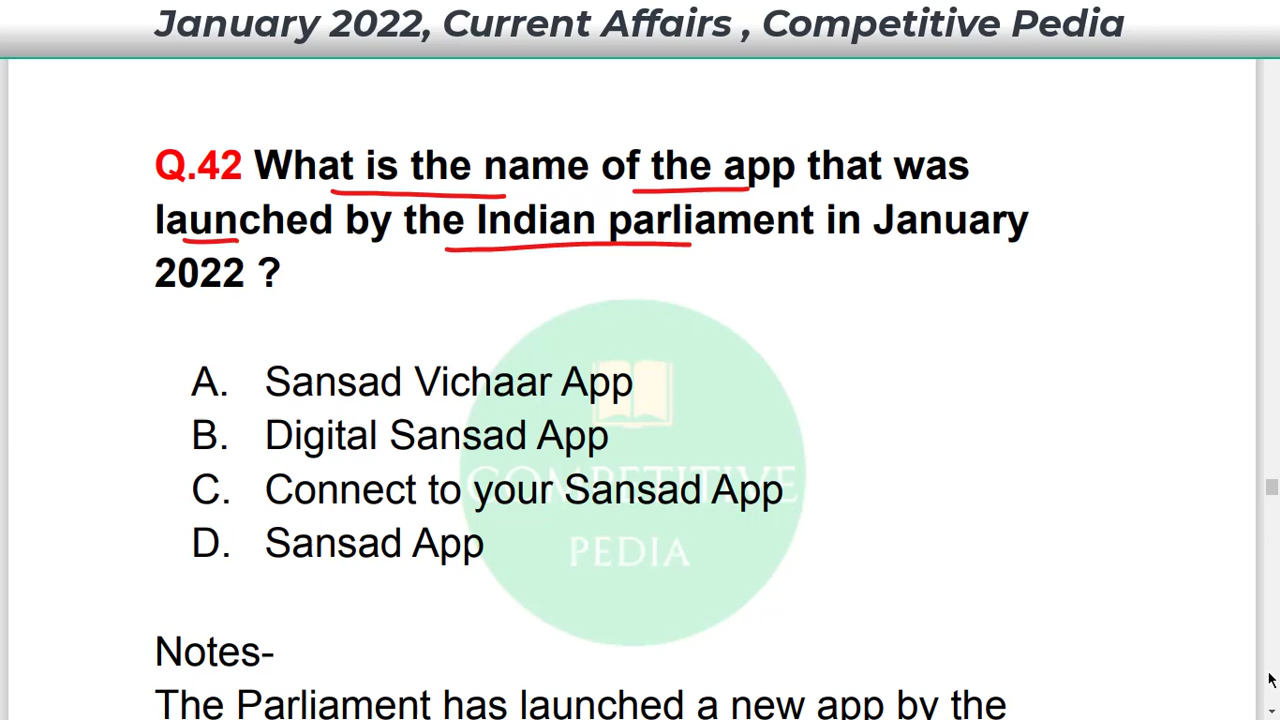 January 2022, Current Affairs , Competitive Pedia
Q.42 What is the name of the app that was
launched by the Indian parliament in January
2022 ?
A. Sansad Vichaar App
B. Digital Sansad App
C. Connect to your Sansad App
D. Sansad App
COMPETITIVE
PEDIA
Notes-
The Parliament has launched a new app by the